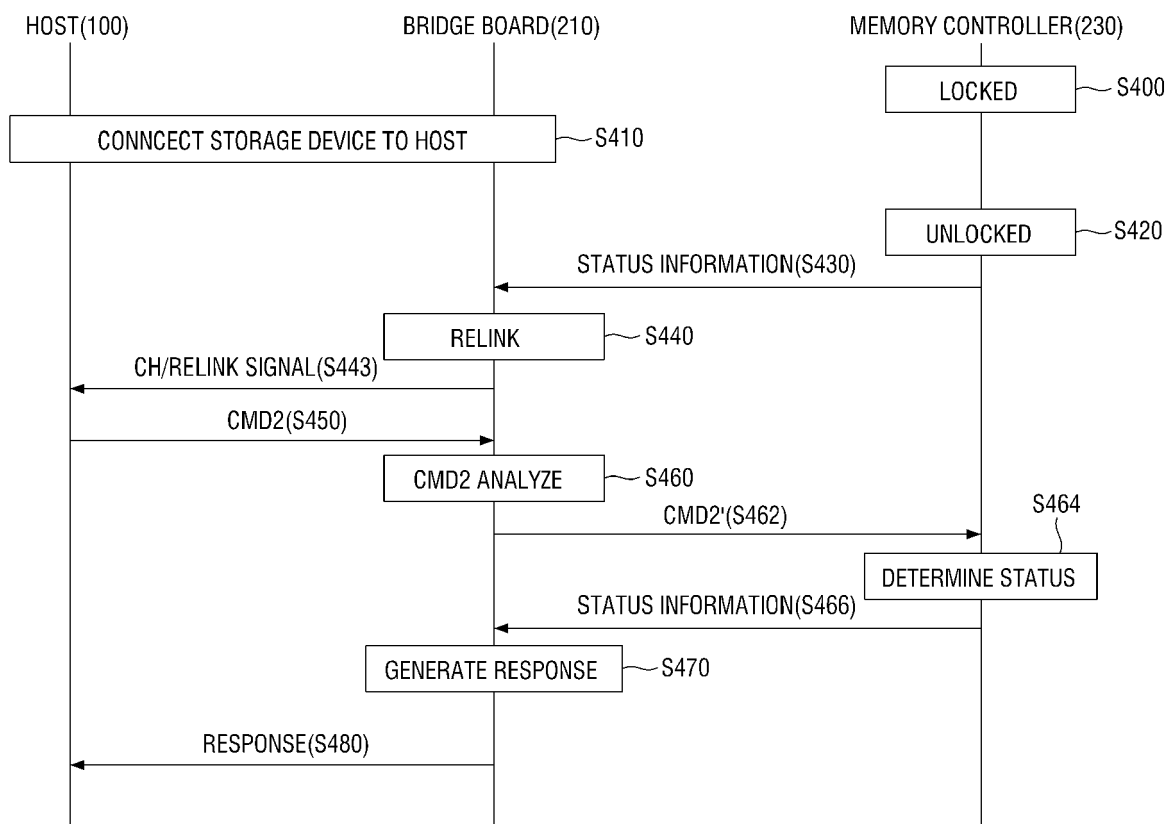 HOST(100)
BRIDGE BOARD(210)
MEMORY CONTROLLER(230)
LOCKED
S400
CONNCECT STORAGE DEVICE TO HOST
S410
UNLOCKED
S420
STATUS INFORMATION(S430)
RELINK
S440
CH/RELINK SIGNAL(S443)
CMD2(S450)
CMD2 ANALYZE
S460
CMD2'(S462)
S464
DETERMINE STATUS
STATUS INFORMATION(S466)
GENERATE RESPONSE
S470
RESPONSE(S480)